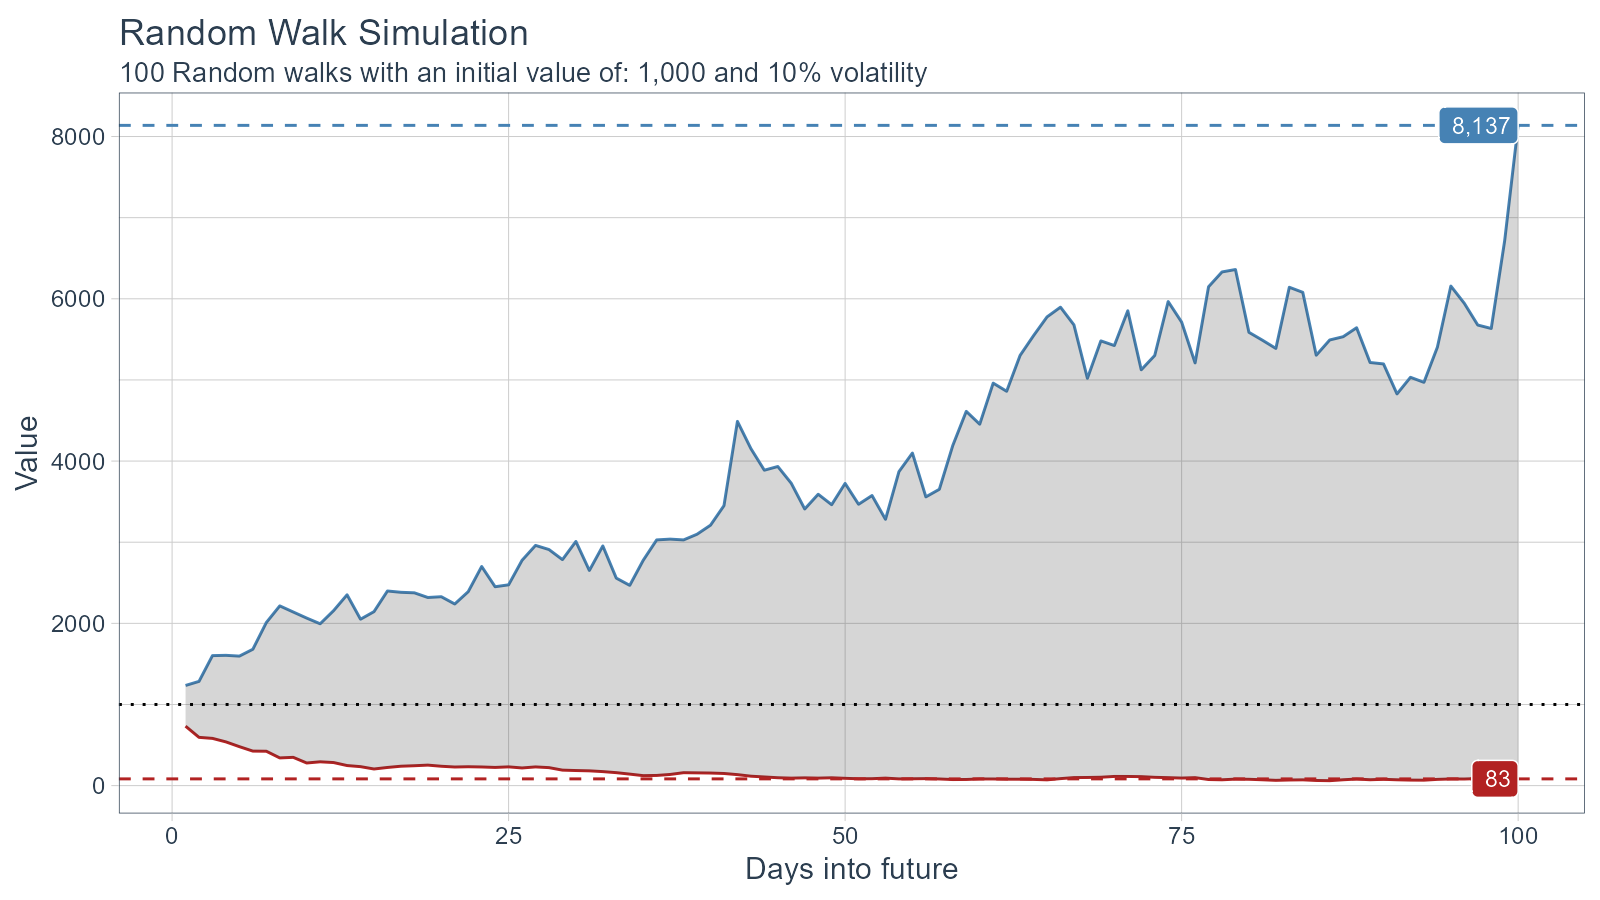 Random Walk Simulation
100 Random walks with an initial value of: 1,000 and 10% volatility
8,137
8000
6000
4000
2000
0
83
Value
0 25 50 75 100
Days into future